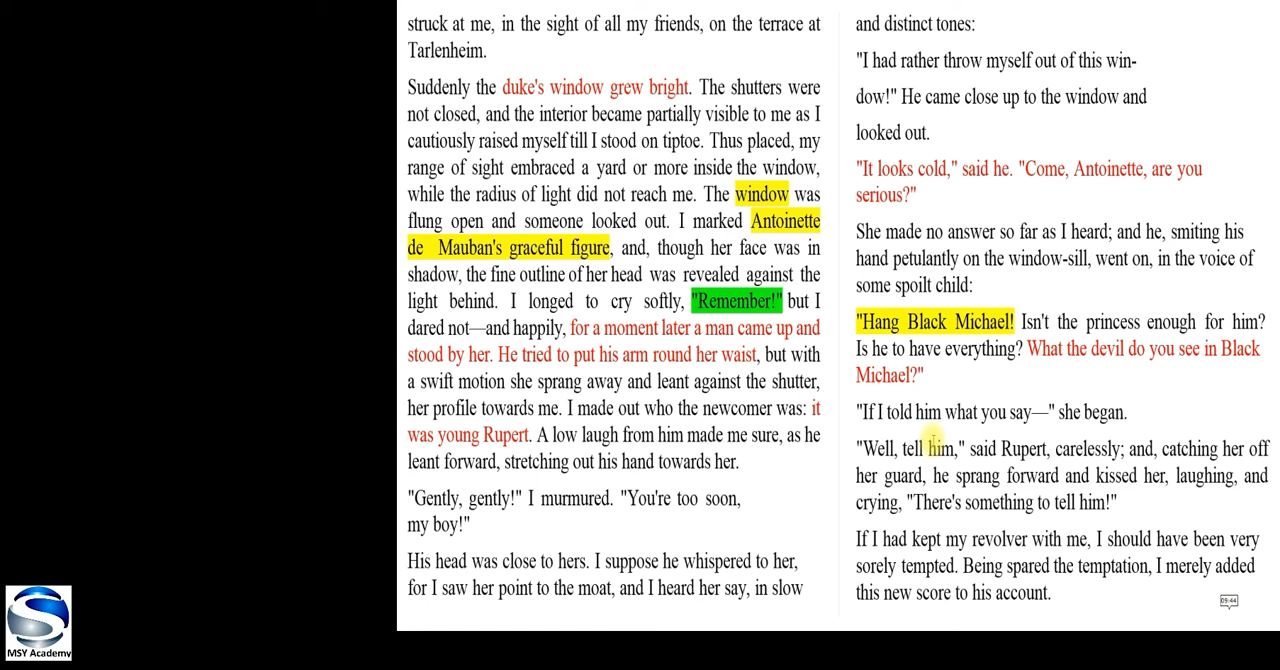 struck at me, in the sight of all my friends, on the terrace at
Tarlenheim.
Suddenly the duke's window grew bright. The shutters were
not closed, and the interior became partially visible to me as I
cautiously raised myself till I stood on tiptoe. Thus placed, my
range of sight embraced a yard or more inside the window,
while the radius of light did not reach me. The window was
flung open and someone looked out. I marked Antoinette
de Mauban's graceful figure, and, though her face was in
shadow, the fine outline of her head was revealed against the
light behind. I longed to cry softly, "Remember!" but I
dared not—and happily, for a moment later a man came up and
stood by her. He tried to put his arm round her waist, but with
a swift motion she sprang away and leant against the shutter,
her profile towards me. I made out who the newcomer was: it
was young Rupert. A low laugh from him made me sure, as he
leant forward, stretching out his hand towards her.
"Gently, gently!" I murmured. "You're too soon,
my boy!"
His head was close to hers. I suppose he whispered to her,
for I saw her point to the moat, and I heard her say, in slow
and distinct tones:
"I had rather throw myself out of this win-
dow!" He came close up to the window and
looked out.
"It looks cold," said he. "Come, Antoinette, are you
serious?"
She made no answer so far as I heard; and he, smiting his
hand petulantly on the window-sill, went on, in the voice of
some spoilt child:
"Hang Black Michael! Isn't the princess enough for him?
Is he to have everything? What the devil do you see in Black
Michael?"
"If I told him what you say—" she began.
"Well, tell him," said Rupert, carelessly; and, catching her off
her guard, he sprang forward and kissed her, laughing, and
crying, "There's something to tell him!"
If I had kept my revolver with me, I should have been very
sorely tempted. Being spared the temptation, I merely added
this new score to his account.
09:44
MSY Academy